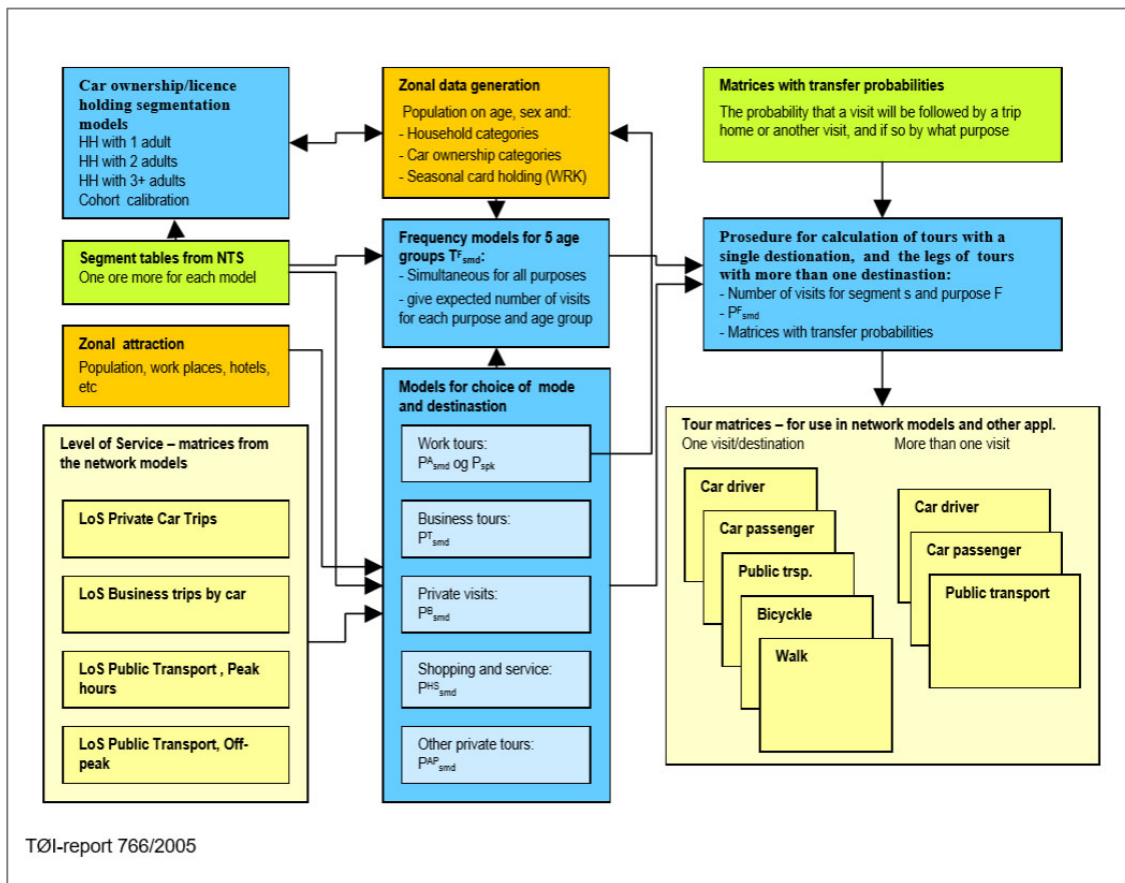 Car ownership/licence
holding segmentation
models
HH with 1 adult
HH with 2 adults
HH with 3+ adults
Cohort calibration
Segment tables from NTS
One ore more for each model
Zonal attraction
Population, work places, hotels,
etc
Level of Service – matrices from
the network models
LoS Private Car Trips
LoS Business trips by car
LoS Public Transport , Peak
hours
LoS Public Transport, Off-
peak
Zonal data generation
Population on age, sex and:
- Household categories
- Car ownership categories
- Seasonal card holding (WRK)
Frequency models for 5 age
groups TFsmd:
- Simultaneous for all purposes
- give expected number of visits
for each purpose and age group
Models for choice of mode
and destinastion
Work tours:
PAsmd og Pspk
Business tours:
PTsmd
Private visits:
PBsmd
Shopping and service:
PHSsmd
Other private tours:
PAPsmd
Matrices with transfer probabilities
The probability that a visit will be followed by a trip
home or another visit, and if so by what purpose
Prosedure for calculation of tours with a
single destionation, and the legs of tours
with more than one destinastion:
- Number of visits for segment s and purpose F
- PFsmd
- Matrices with transfer probabilities
Tour matrices – for use in network models and other appl.
One visit/destination More than one visit
Car driver
Car passenger
Public trsp.
Bicyckle
Walk
Car driver
Car passenger
Public transport
TØI-report 766/2005